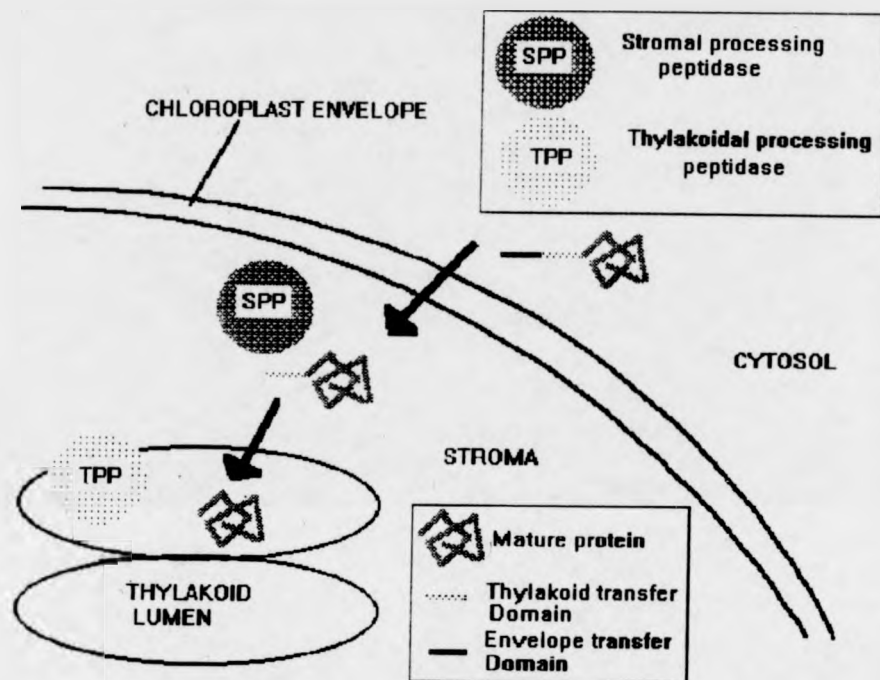 SPP
Stromal processing
peptidase
TPP
Thylakoidal processing
peptidase
CHLOROPLAST ENVELOPE
SPP
CYTOSOL
STROMA
TPP
THYLAKOID
LUMEN
Mature protein
Thylakoid transfer
Domain
Envelope transfer
Domain